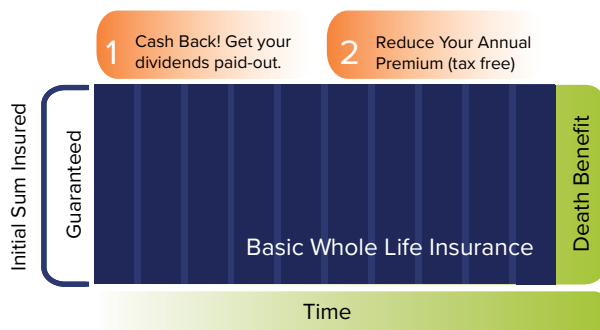 1
Cash Back! Get your
dividends paid-out.
2
Reduce Your Annual
Premium (tax free)
Initial Sum Insured
Guaranteed
Basic Whole Life Insurance
Death Benefit
Time